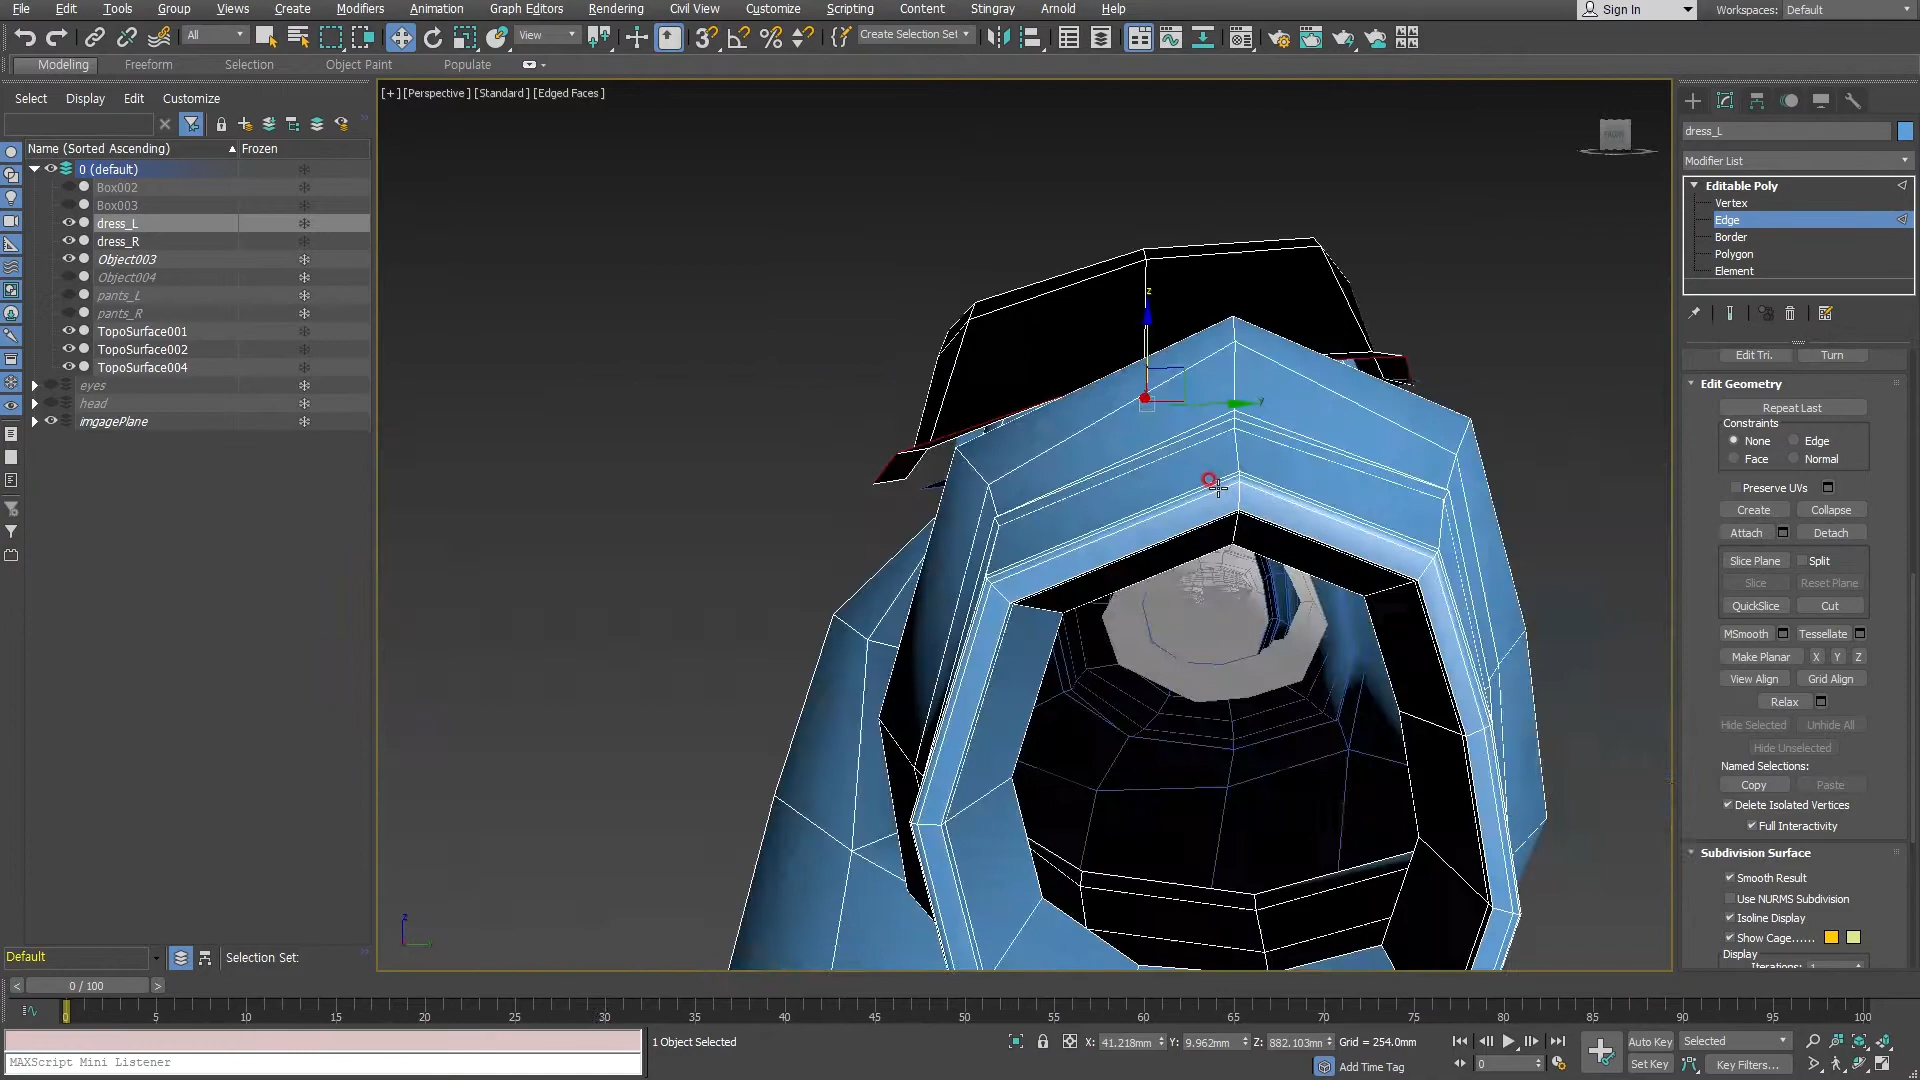 File Edit Tools Group Views Create Modifiers Animation Graph Editors Rendering Civil View Customize Scripting Content Substance Stingray Arnold Help Sign In Workspaces: Default
All View Create Selection Set
Modeling Freeform Selection Object Paint Populate
Select Display Edit Customize
[+] [Perspective ] [Standard ] [Edged Faces ]
dress_L
Name (Sorted Ascending) Frozen
Modifier List
0 (default)
Box002
Box003
dress_L
dress_R
Object003
Object004
pants_L
pants_R
TopoSurface001
TopoSurface002
TopoSurface004
eyes
head
imgagePlane
Editable Poly
Vertex
Edge
Border
Polygon
Element
z
y
Edit Tri. Turn
Edit Geometry
Repeat Last
Constraints
None Edge
Face Normal
Preserve UVs
Create Collapse
Attach Detach
Slice Plane Split
Slice Reset Plane
QuickSlice Cut
MSmooth Tessellate
Make Planar X Y Z
View Align Grid Align
Relax
Hide Selected Unhide All
Hide Unselected
Named Selections:
Copy Paste
Delete Isolated Vertices
Full Interactivity
Subdivision Surface
Smooth Result
Use NURMS Subdivision
Isoline Display
Show Cage......
Display
z
Default Selection Set:
< 0 / 100 >
0 5 10 15 20 25 30 35 40 45 50 55 60 65 70 75 80 85 90 95 100
1 Object Selected X: 41.218mm Y: 9.962mm Z: 882.103mm Grid = 254.0mm Auto Key Selected
MAXScript Mini Listener Add Time Tag 0 Set Key Key Filters...